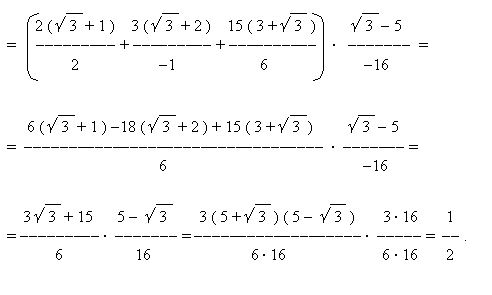 = ( 2 (√3 + 1 ) / 2 + 3 (√3 + 2 ) / −1 + 15 ( 3 +√3 ) / 6 ) · √3 − 5 / −16 =
= 6 (√3 + 1 ) −18 (√3 + 2 ) + 15 ( 3 +√3 ) / 6 · √3 − 5 / −16 =
= 3√3 + 15 / 6 · 5 − √3 / 16 = 3 ( 5 +√3 ) ( 5 − √3 ) / 6 · 16 · 3 · 16 / 6 · 16 = 1 / 2 .